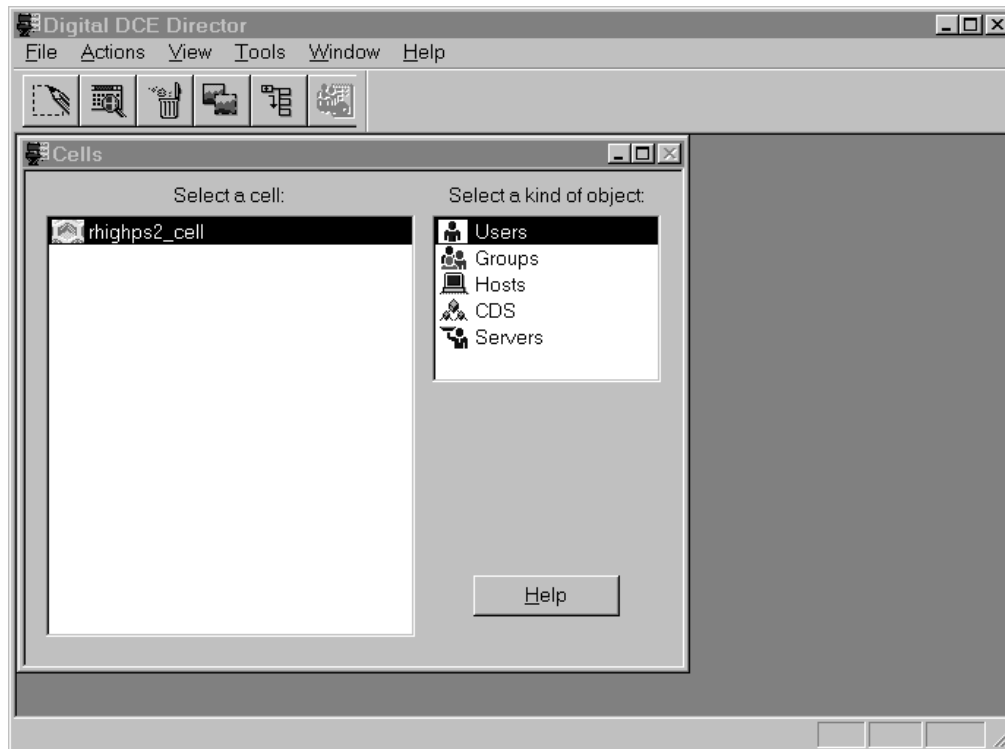 Digital DCE Director
File Actions View Tools Window Help
Cells
Select a cell:
rhighps2_cell
Select a kind of object:
Users
Groups
Hosts
CDS
Servers
Help